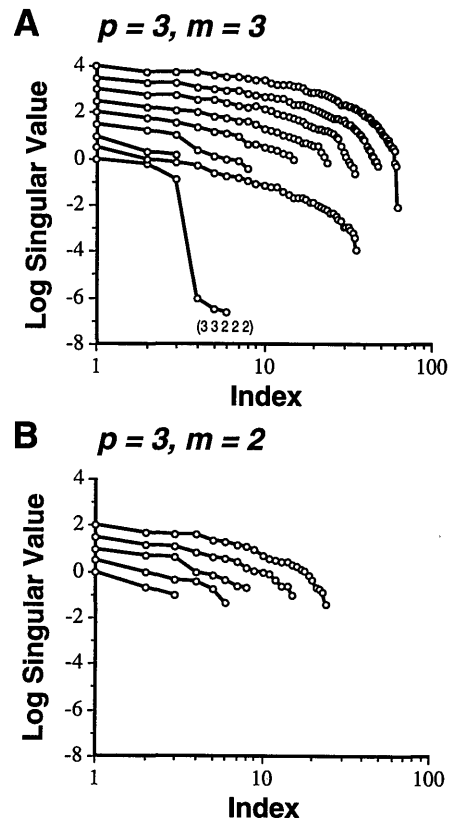 A
p = 3, m = 3
Log Singular Value
4
2
0
-2
-4
-6
-8
(3 3 2 2 2)
1
10
100
Index
B
p = 3, m = 2
Log Singular Value
4
2
0
-2
-4
-6
-8
1
10
100
Index